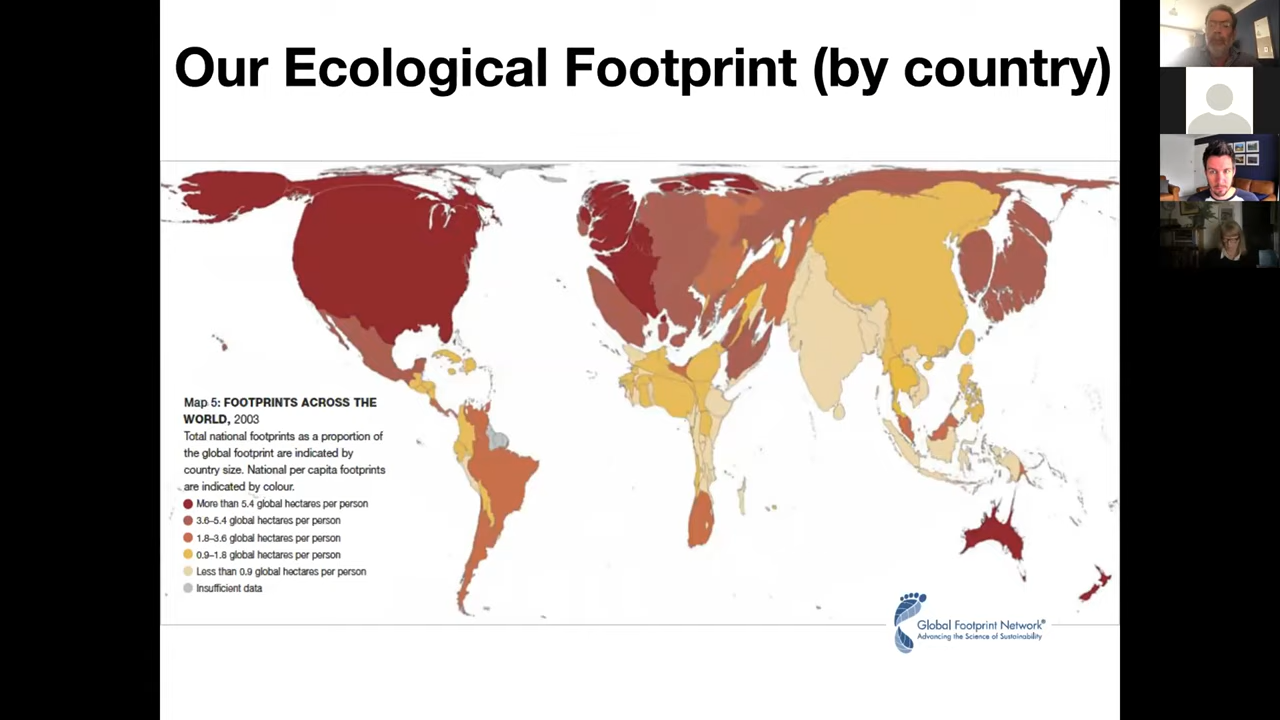 Our Ecological Footprint (by country)
Map 5: FOOTPRINTS ACROSS THE
WORLD, 2003
Total national footprints as a proportion of
the global footprint are indicated by
country size. National per capita footprints
are indicated by colour.
More than 5.4 global hectares per person
3.6–5.4 global hectares per person
1.8–3.6 global hectares per person
0.9–1.8 global hectares per person
Less than 0.9 global hectares per person
Insufficient data
Global Footprint Network®
Advancing the Science of Sustainability